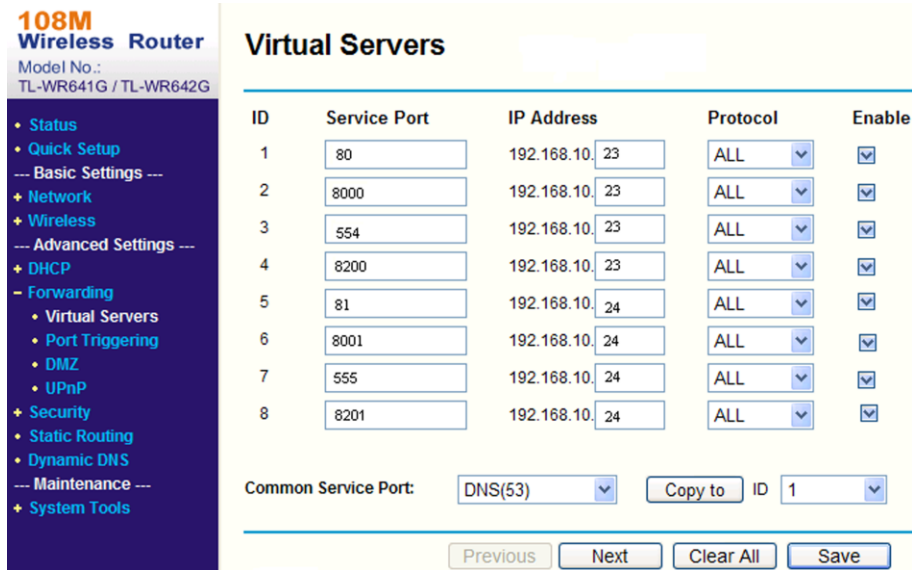 108M
Wireless Router
Model No.:
TL-WR641G / TL-WR642G
Status
Quick Setup
--- Basic Settings ---
+ Network
+ Wireless
--- Advanced Settings ---
+ DHCP
− Forwarding
Virtual Servers
Port Triggering
DMZ
UPnP
+ Security
Static Routing
Dynamic DNS
--- Maintenance ---
+ System Tools
Virtual Servers
ID Service Port IP Address Protocol Enable
1 80 192.168.10. 23 ALL
2 8000 192.168.10. 23 ALL
3 554 192.168.10. 23 ALL
4 8200 192.168.10. 23 ALL
5 81 192.168.10. 24 ALL
6 8001 192.168.10. 24 ALL
7 555 192.168.10. 24 ALL
8 8201 192.168.10. 24 ALL
Common Service Port: DNS(53) Copy to ID 1
Previous Next Clear All Save